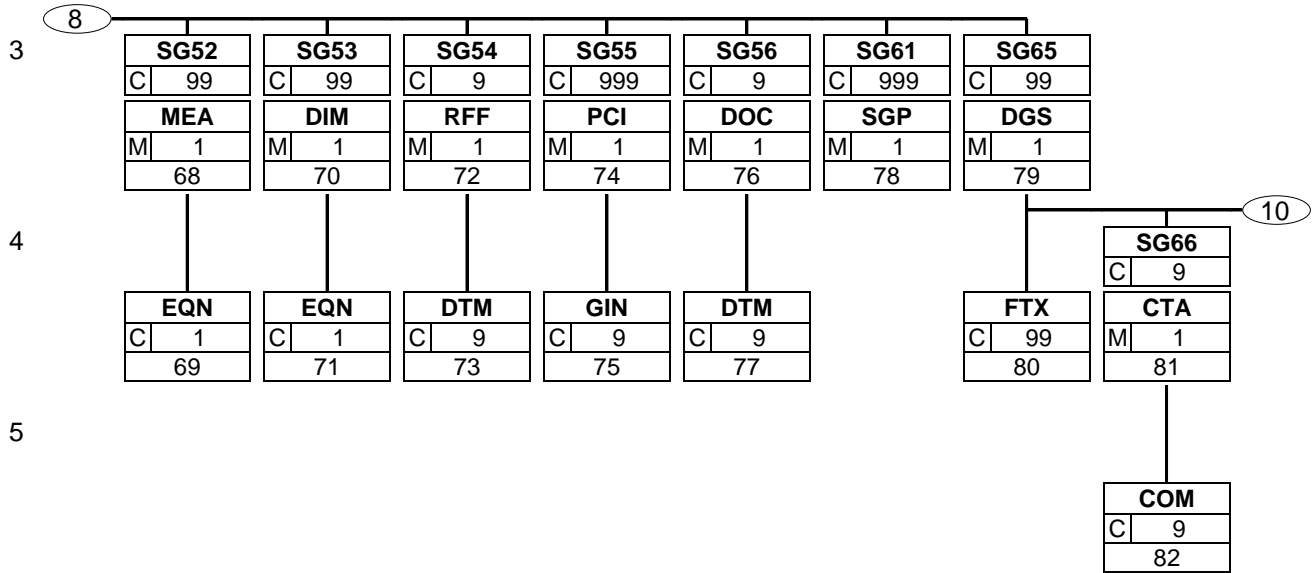 8
3
SG52 SG53 SG54 SG55 SG56 SG61 SG65
C 99 C 99 C 9 C 999 C 9 C 999 C 99
MEA DIM RFF PCI DOC SGP DGS
M 1 M 1 M 1 M 1 M 1 M 1 M 1
68 70 72 74 76 78 79
10
4
SG66
C 9
EQN EQN DTM GIN DTM FTX CTA
C 1 C 1 C 9 C 9 C 9 C 99 M 1
69 71 73 75 77 80 81
5
COM
C 9
82